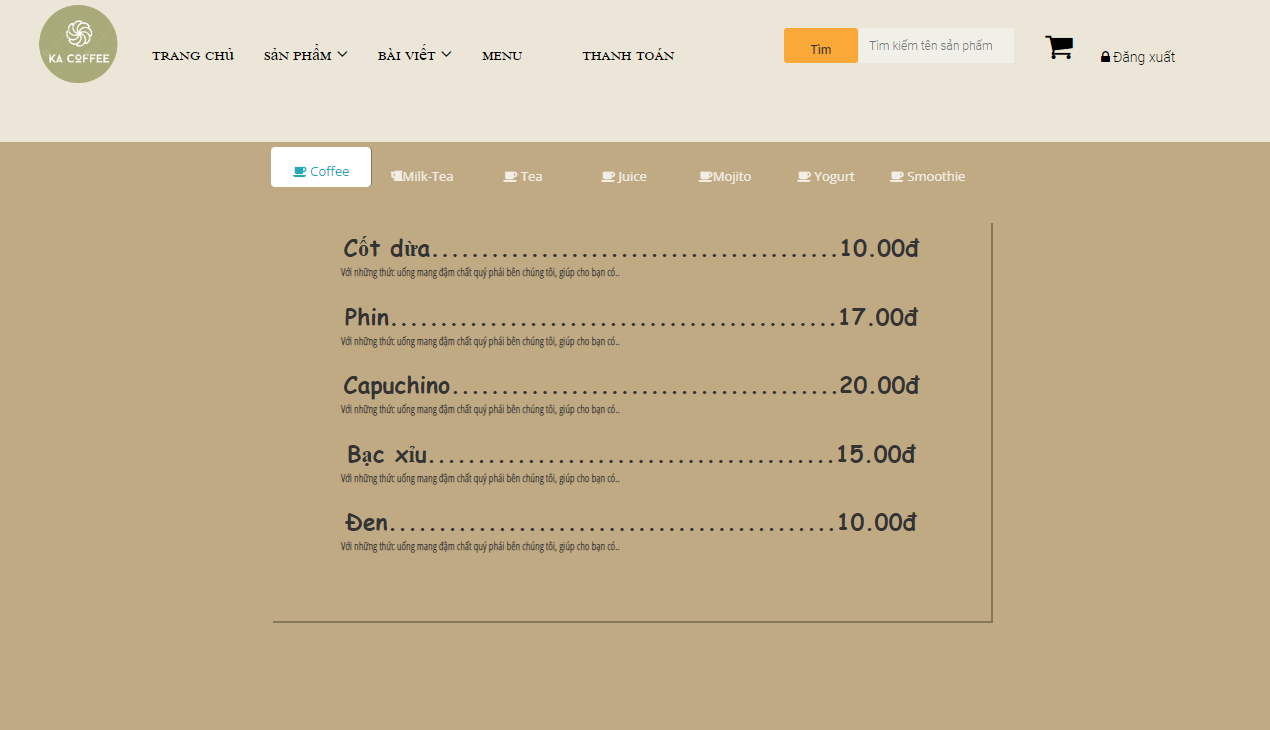 KA COFFEE
TRANG CHỦ SẢN PHẨM BÀI VIẾT MENU THANH TOÁN Tìm Tìm kiếm tên sản phẩm Đăng xuất
Coffee Milk-Tea Tea Juice Mojito Yogurt Smoothie
Cốt dừa.........................................10.00đ
Với những thức uống mang đậm chất quý phái bên chúng tôi, giúp cho bạn có..
Phin.............................................17.00đ
Với những thức uống mang đậm chất quý phái bên chúng tôi, giúp cho bạn có..
Capuchino.......................................20.00đ
Với những thức uống mang đậm chất quý phái bên chúng tôi, giúp cho bạn có..
Bạc xỉu.........................................15.00đ
Với những thức uống mang đậm chất quý phái bên chúng tôi, giúp cho bạn có..
Đen.............................................10.00đ
Với những thức uống mang đậm chất quý phái bên chúng tôi, giúp cho bạn có..